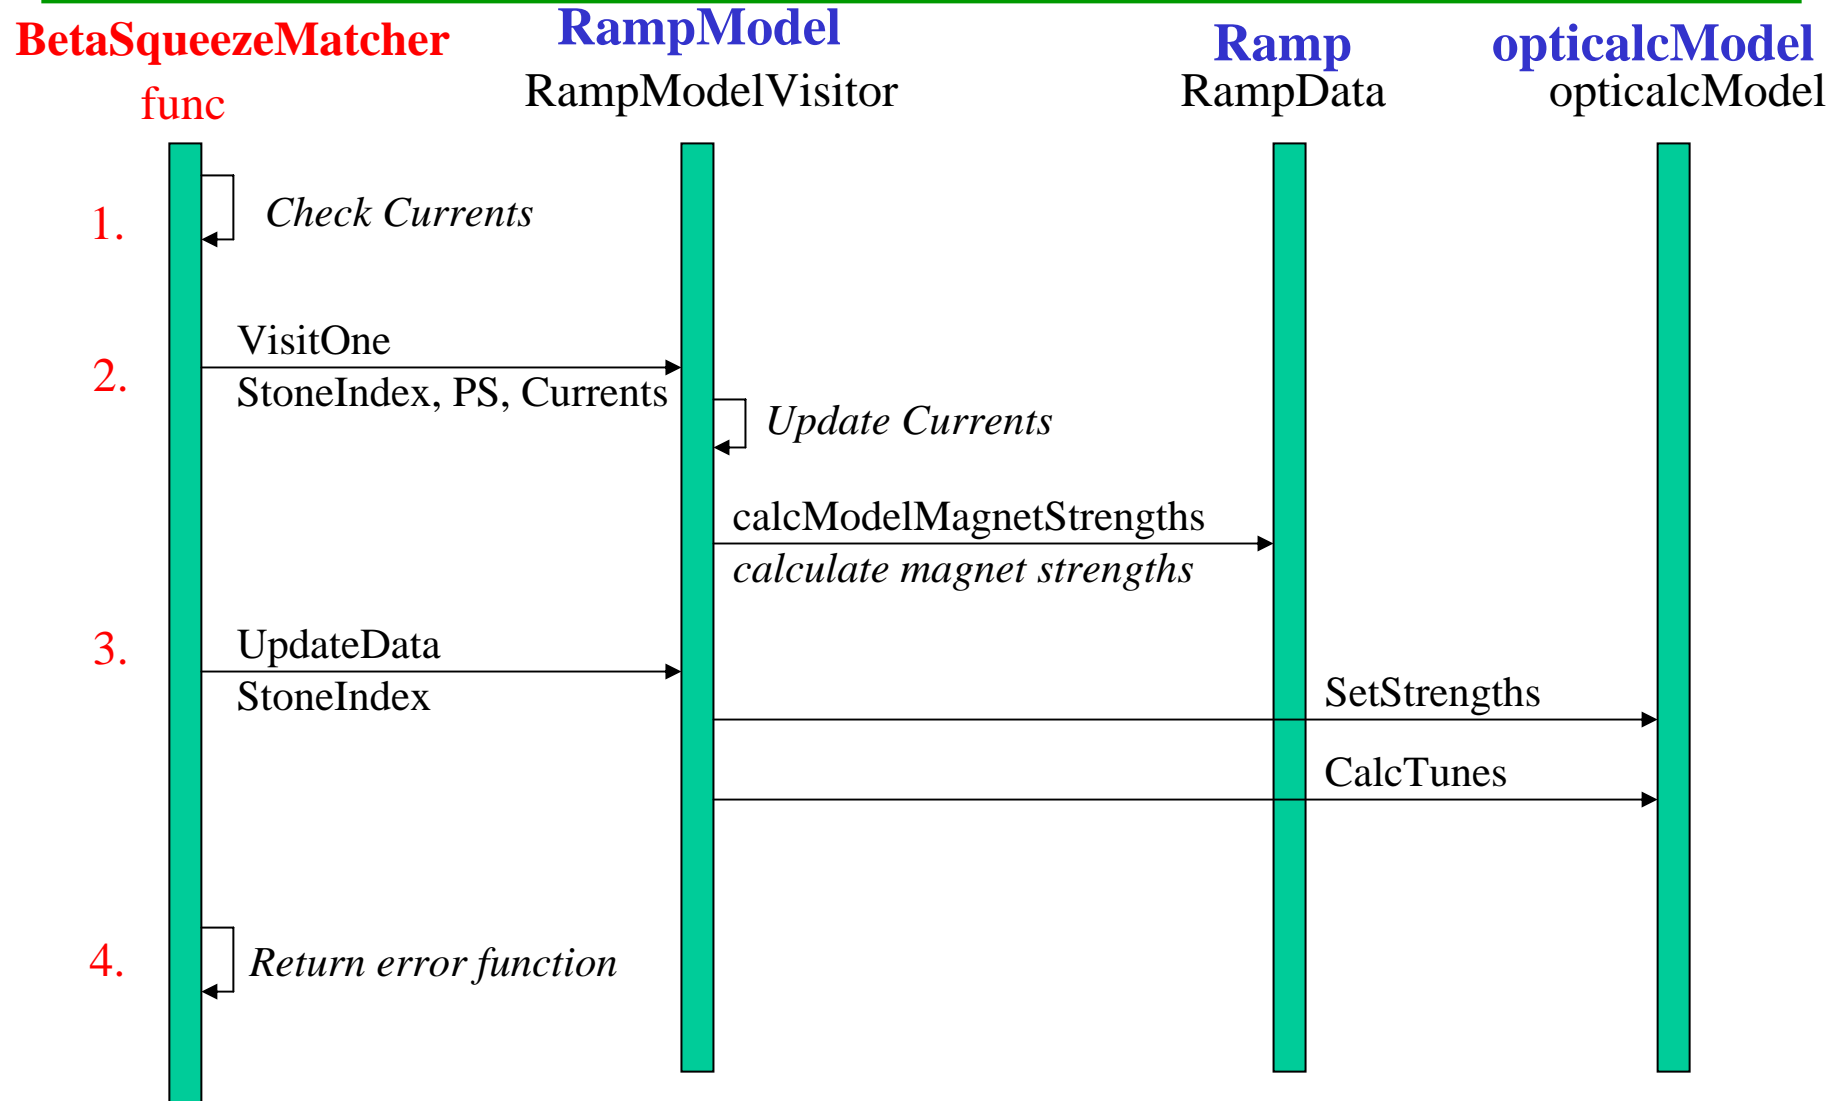 BetaSqueezeMatcher
func
RampModel
RampModelVisitor
Ramp
RampData
opticalcModel
opticalcModel
1.
Check Currents
2.
VisitOne
StoneIndex, PS, Currents
Update Currents
calcModelMagnetStrengths
calculate magnet strengths
3.
UpdateData
StoneIndex
SetStrengths
CalcTunes
4.
Return error function